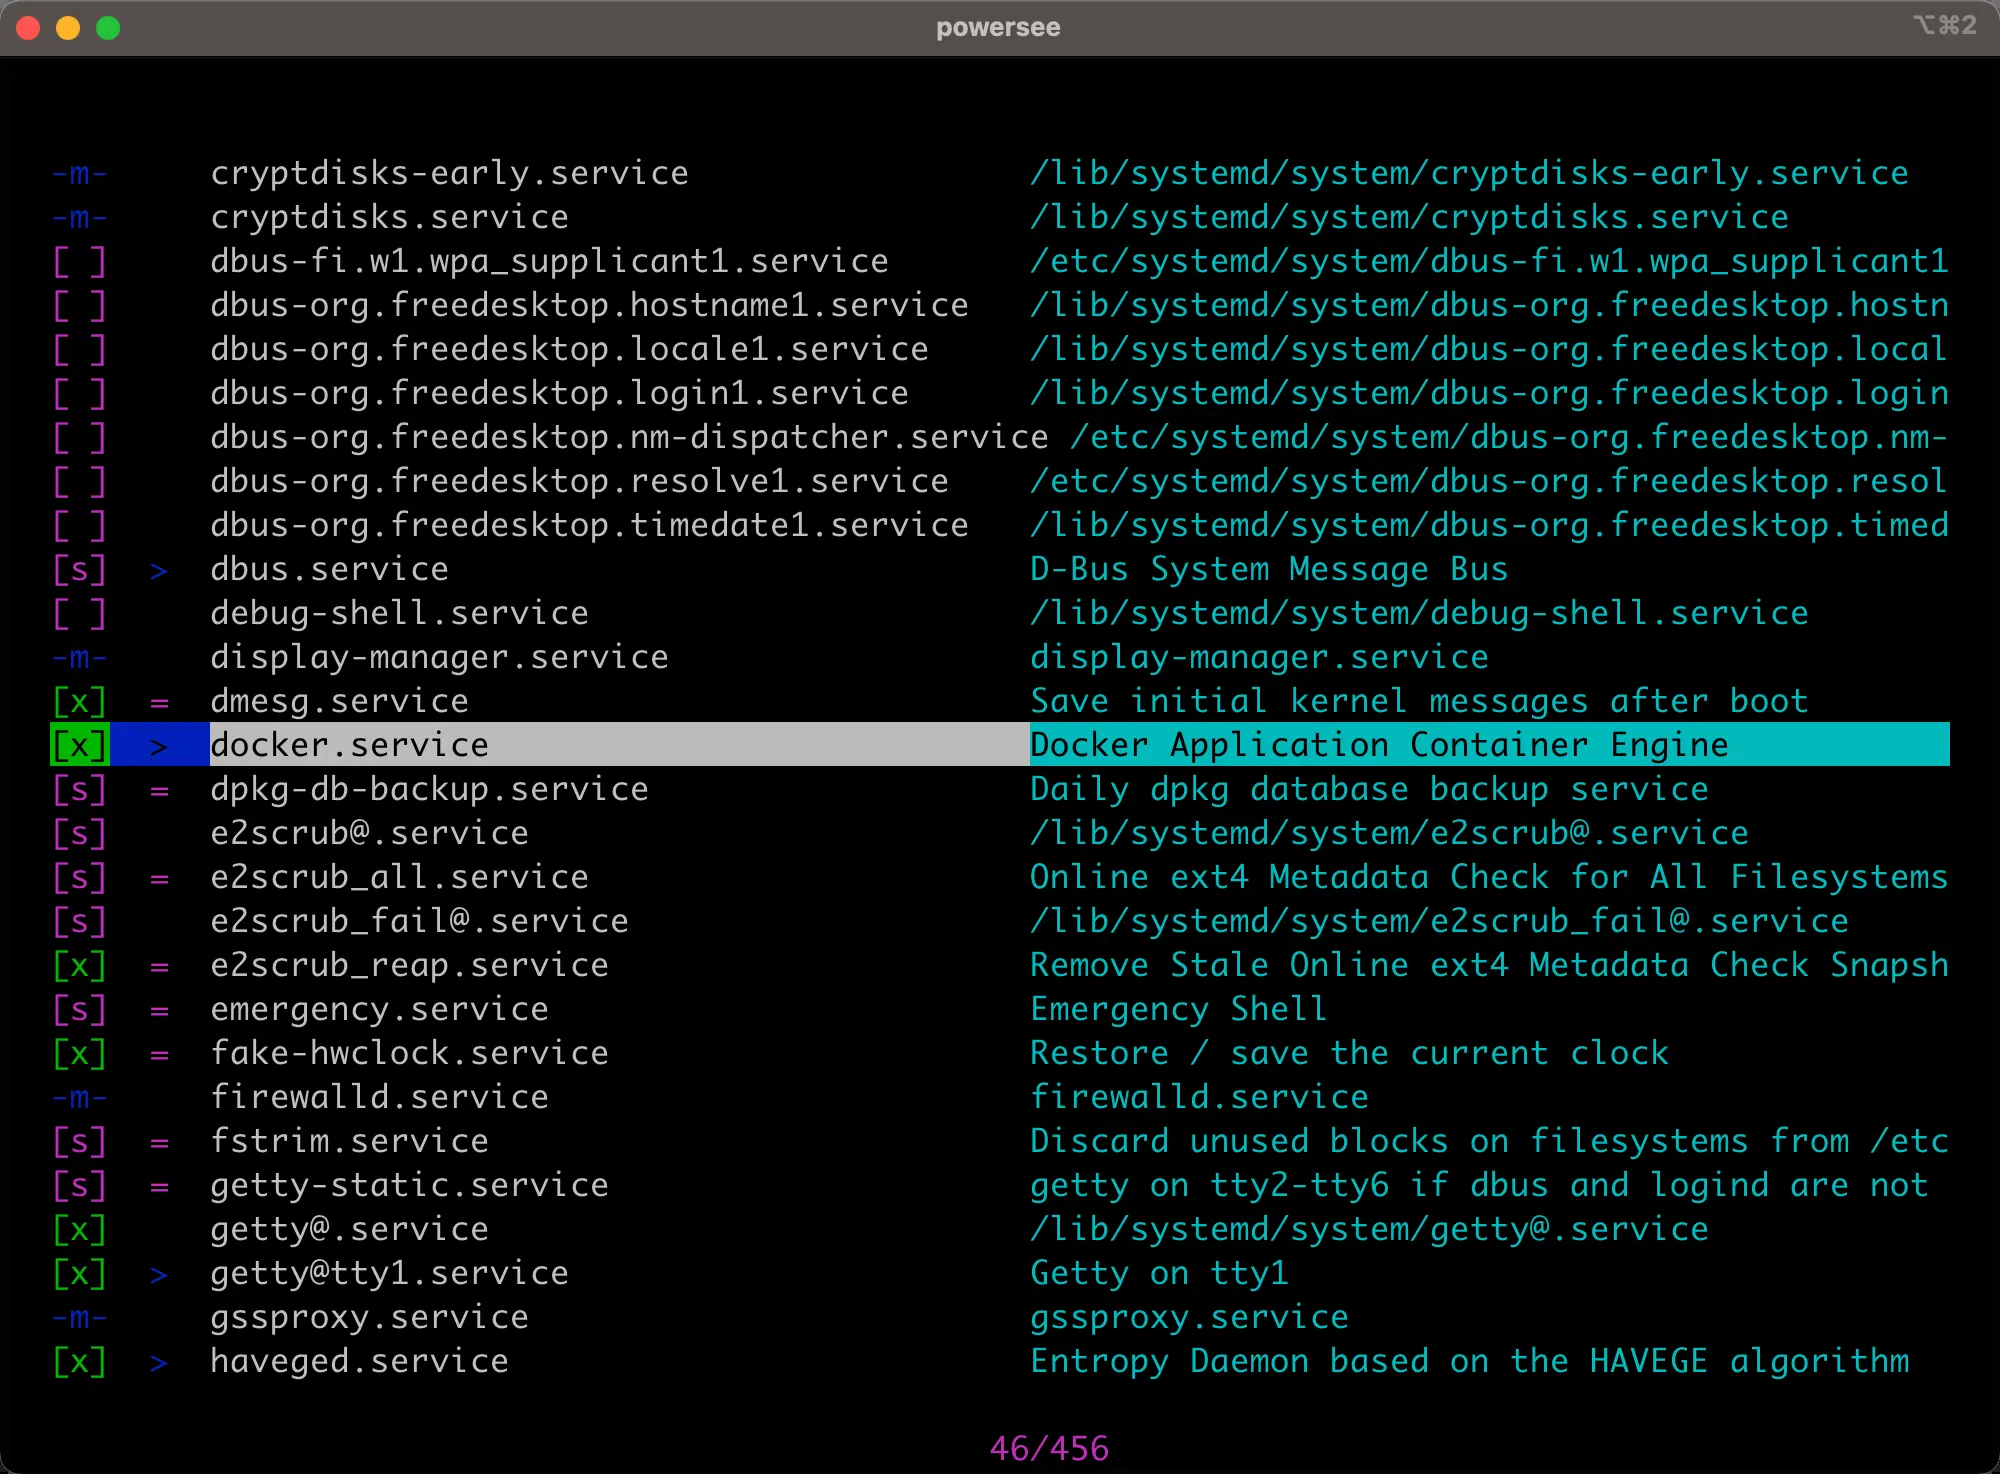 powersee ⌥⌘2
-m- cryptdisks-early.service /lib/systemd/system/cryptdisks-early.service
-m- cryptdisks.service /lib/systemd/system/cryptdisks.service
[ ] dbus-fi.w1.wpa_supplicant1.service /etc/systemd/system/dbus-fi.w1.wpa_supplicant1
[ ] dbus-org.freedesktop.hostname1.service /lib/systemd/system/dbus-org.freedesktop.hostn
[ ] dbus-org.freedesktop.locale1.service /lib/systemd/system/dbus-org.freedesktop.local
[ ] dbus-org.freedesktop.login1.service /lib/systemd/system/dbus-org.freedesktop.login
[ ] dbus-org.freedesktop.nm-dispatcher.service /etc/systemd/system/dbus-org.freedesktop.nm-
[ ] dbus-org.freedesktop.resolve1.service /etc/systemd/system/dbus-org.freedesktop.resol
[ ] dbus-org.freedesktop.timedate1.service /lib/systemd/system/dbus-org.freedesktop.timed
[s] > dbus.service D-Bus System Message Bus
[ ] debug-shell.service /lib/systemd/system/debug-shell.service
-m- display-manager.service display-manager.service
[x] = dmesg.service Save initial kernel messages after boot
[x] > docker.service Docker Application Container Engine
[s] = dpkg-db-backup.service Daily dpkg database backup service
[s] e2scrub@.service /lib/systemd/system/e2scrub@.service
[s] = e2scrub_all.service Online ext4 Metadata Check for All Filesystems
[s] e2scrub_fail@.service /lib/systemd/system/e2scrub_fail@.service
[x] = e2scrub_reap.service Remove Stale Online ext4 Metadata Check Snapsh
[s] = emergency.service Emergency Shell
[x] = fake-hwclock.service Restore / save the current clock
-m- firewalld.service firewalld.service
[s] = fstrim.service Discard unused blocks on filesystems from /etc
[s] = getty-static.service getty on tty2-tty6 if dbus and logind are not
[x] getty@.service /lib/systemd/system/getty@.service
[x] > getty@tty1.service Getty on tty1
-m- gssproxy.service gssproxy.service
[x] > haveged.service Entropy Daemon based on the HAVEGE algorithm
46/456